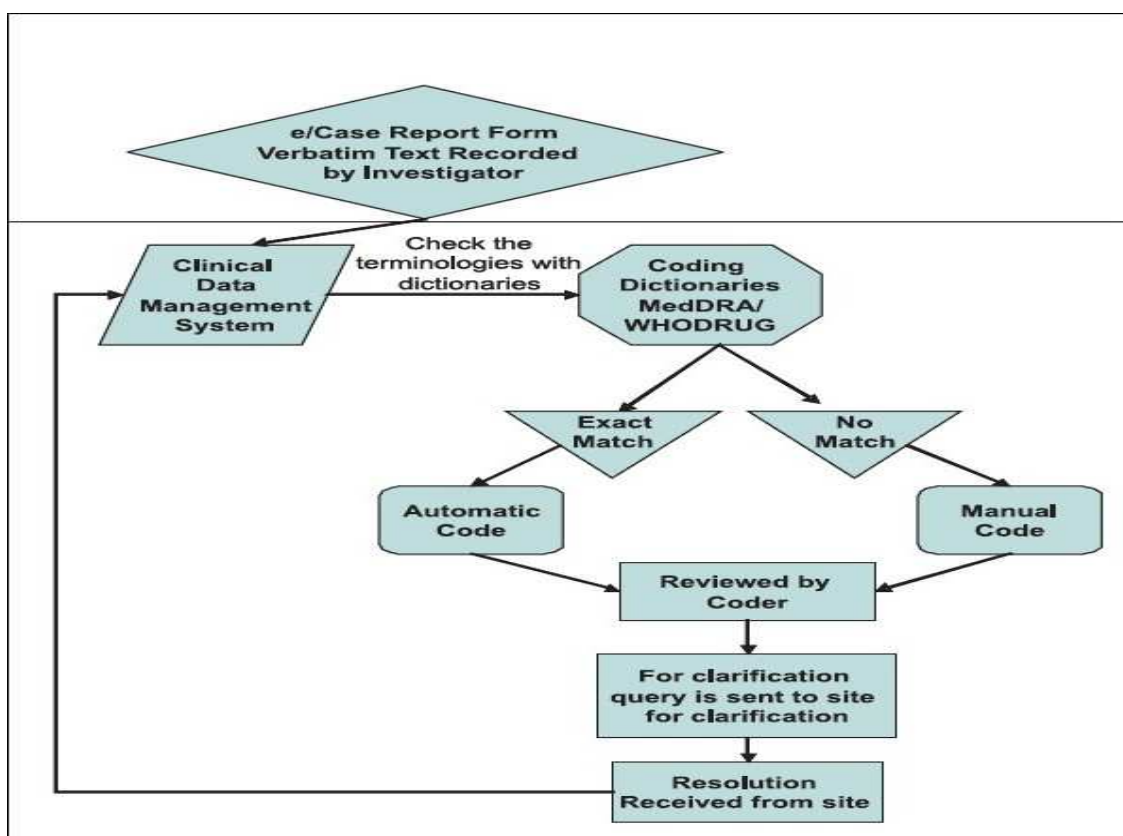 e/Case Report Form
Verbatim Text Recorded
by Investigator
Check the
terminologies with
dictionaries
Clinical
Data
Management
System
Coding
Dictionaries
MedDRA/
WHODRUG
Exact
Match
No
Match
Automatic
Code
Manual
Code
Reviewed by
Coder
For clarification
query is sent to site
for clarification
Resolution
Received from site